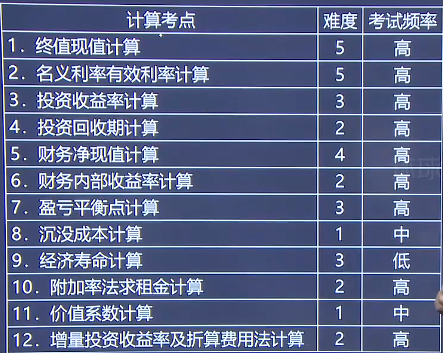 计算考点 难度 考试频率
1. 终值现值计算 5 高
2. 名义利率有效利率计算 5 高
3. 投资收益率计算 3 高
4. 投资回收期计算 2 高
5. 财务净现值计算 4 高
6. 财务内部收益率计算 2 高
7. 盈亏平衡点计算 3 高
8. 沉没成本计算 1 中
9. 经济寿命计算 3 低
10. 附加率法求租金计算 2 高
11. 价值系数计算 1 中
12. 增量投资收益率及折算费用法计算 2 高